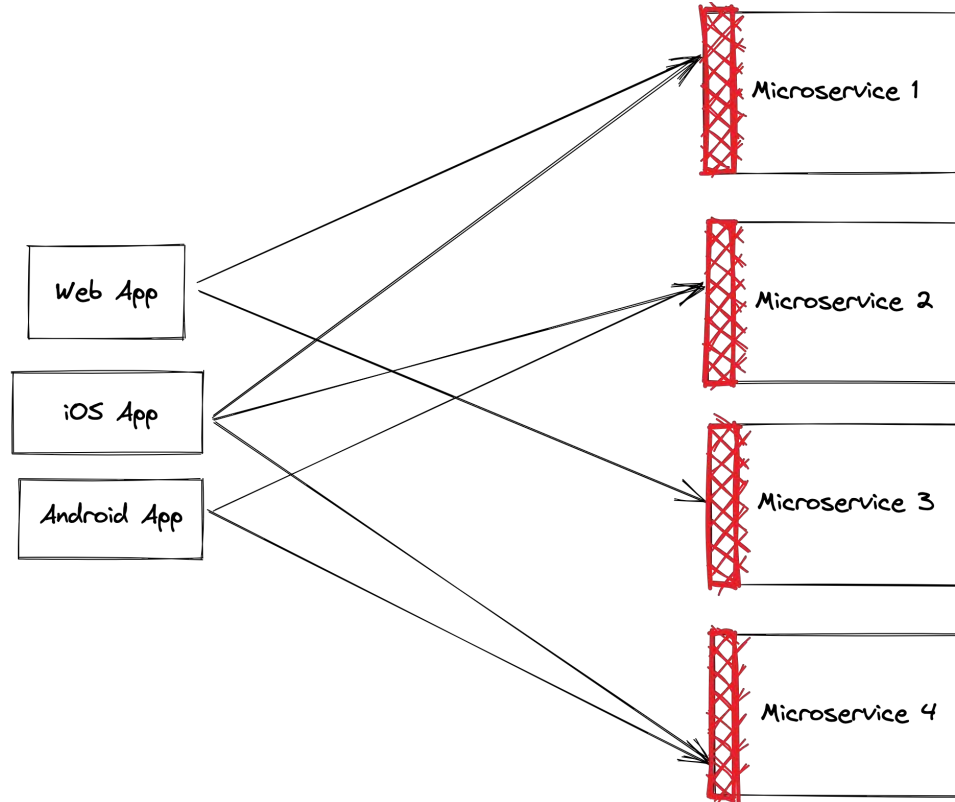 Microservice 1
Web App
Microservice 2
iOS App
Android App
Microservice 3
Microservice 4